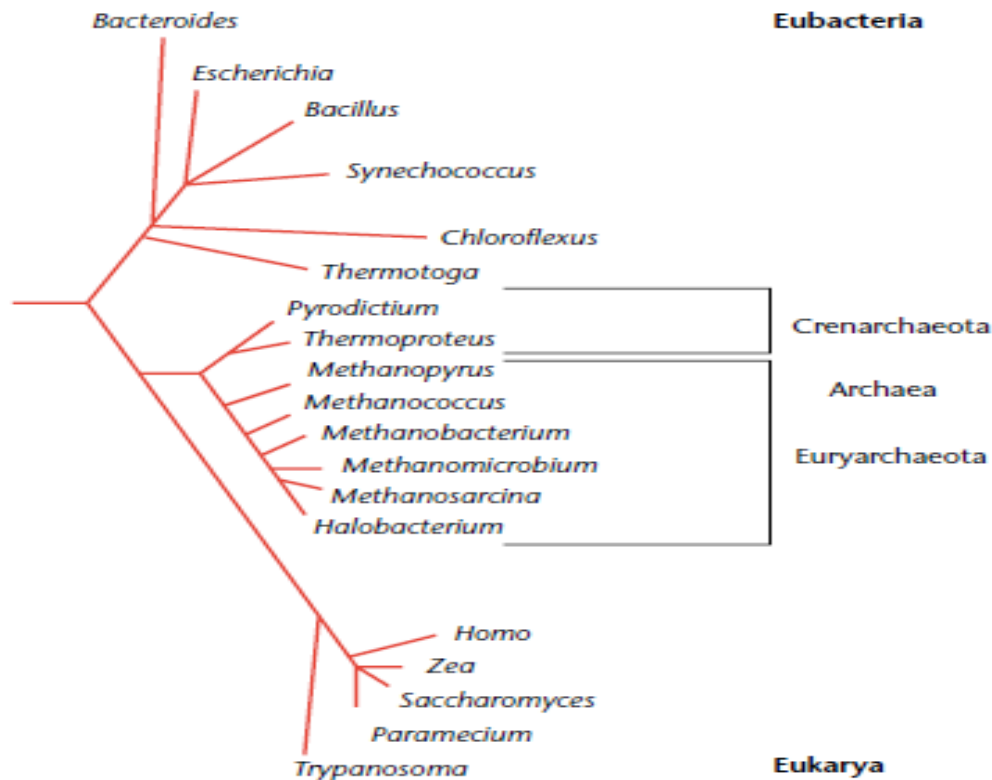 Bacteroides
Eubacteria
Escherichia
Bacillus
Synechococcus
Chloroflexus
Thermotoga
Pyrodictium
Crenarchaeota
Thermoproteus
Methanopyrus
Archaea
Methanococcus
Methanobacterium
Euryarchaeota
Methanomicrobium
Methanosarcina
Halobacterium
Homo
Zea
Saccharomyces
Paramecium
Trypanosoma
Eukarya